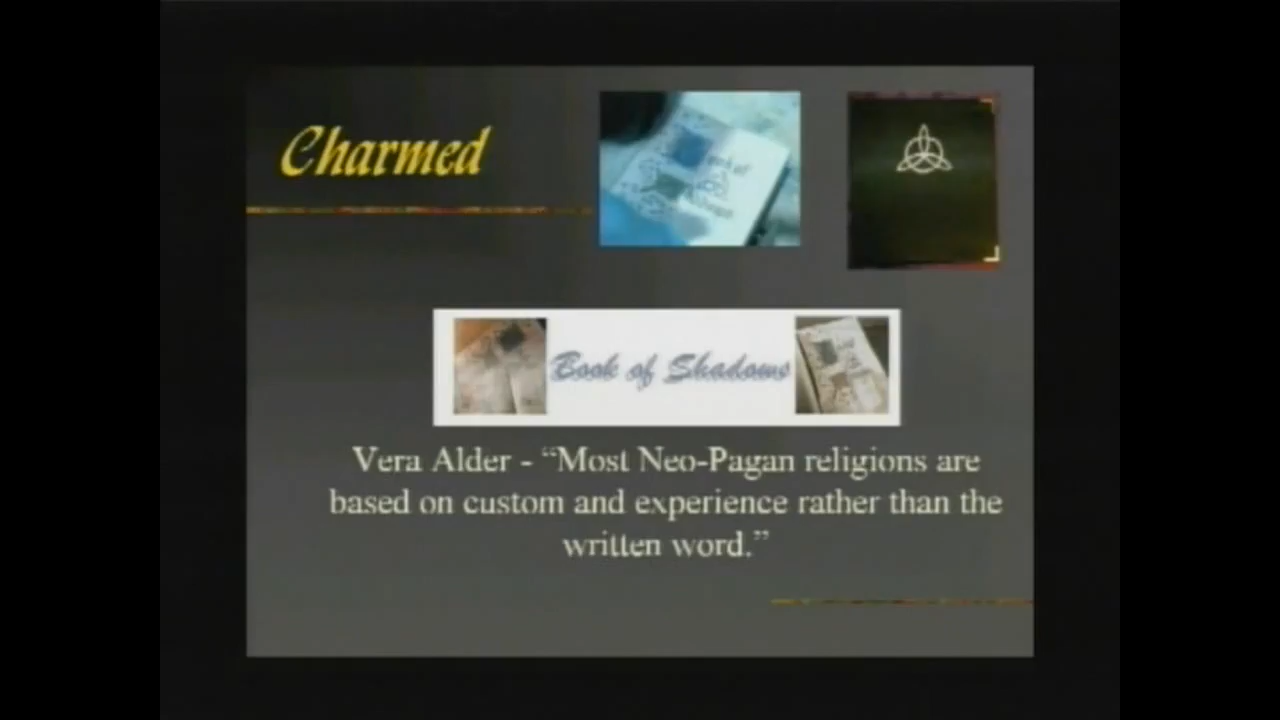 Charmed
Book of Shadows
Vera Alder - “Most Neo-Pagan religions are
based on custom and experience rather than the
written word.”